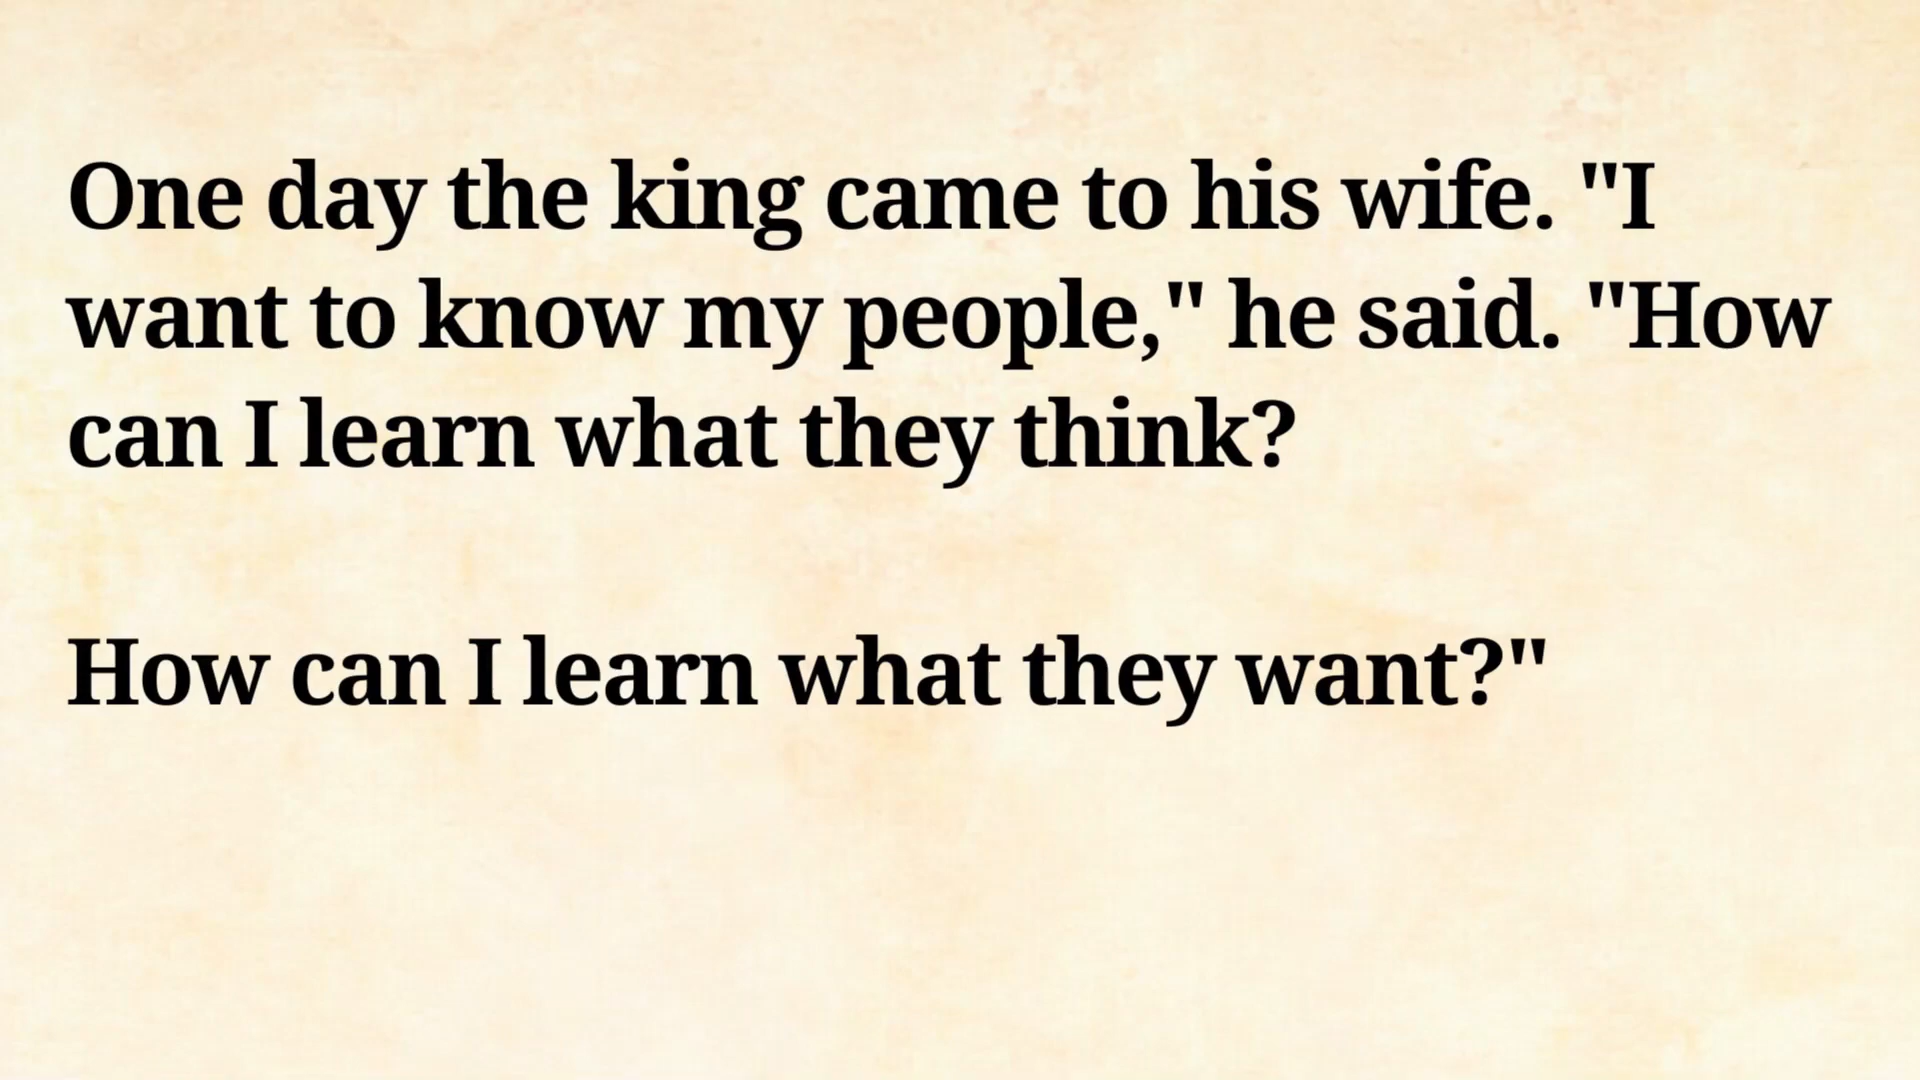 One day the king came to his wife. "I
want to know my people," he said. "How
can I learn what they think?
How can I learn what they want?"